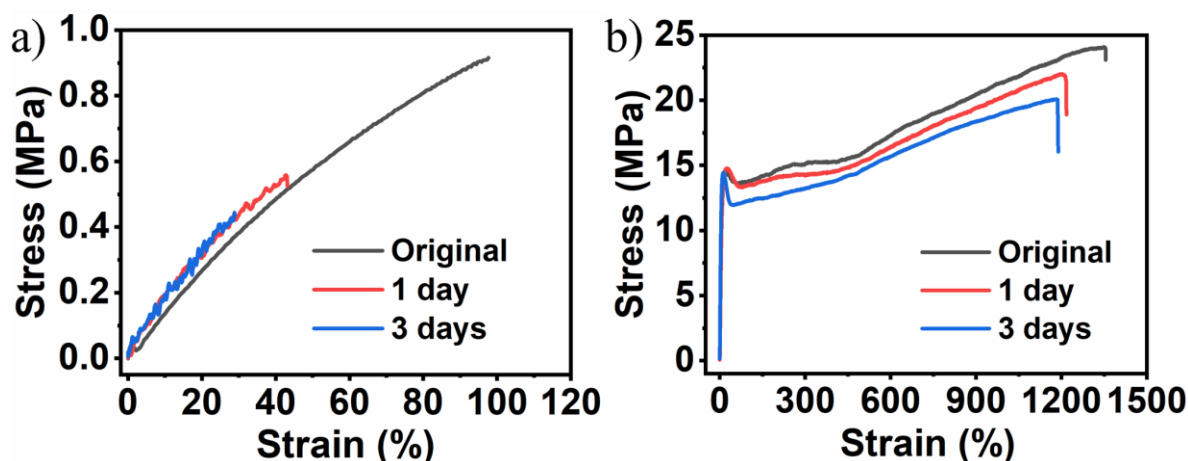 a)
Stress (MPa)
1.0
0.8
0.6
0.4
0.2
0.0
Original
1 day
3 days
0 20 40 60 80 100 120
Strain (%)
b)
Stress (MPa)
25
20
15
10
5
0
Original
1 day
3 days
0 300 600 900 1200 1500
Strain (%)